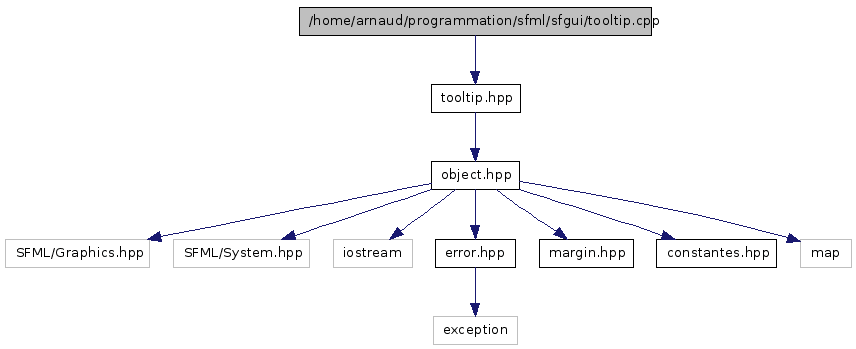 /home/arnaud/programmation/sfml/sfgui/tooltip.cpp
tooltip.hpp
object.hpp
SFML/Graphics.hpp
SFML/System.hpp
iostream
error.hpp
margin.hpp
constantes.hpp
map
exception